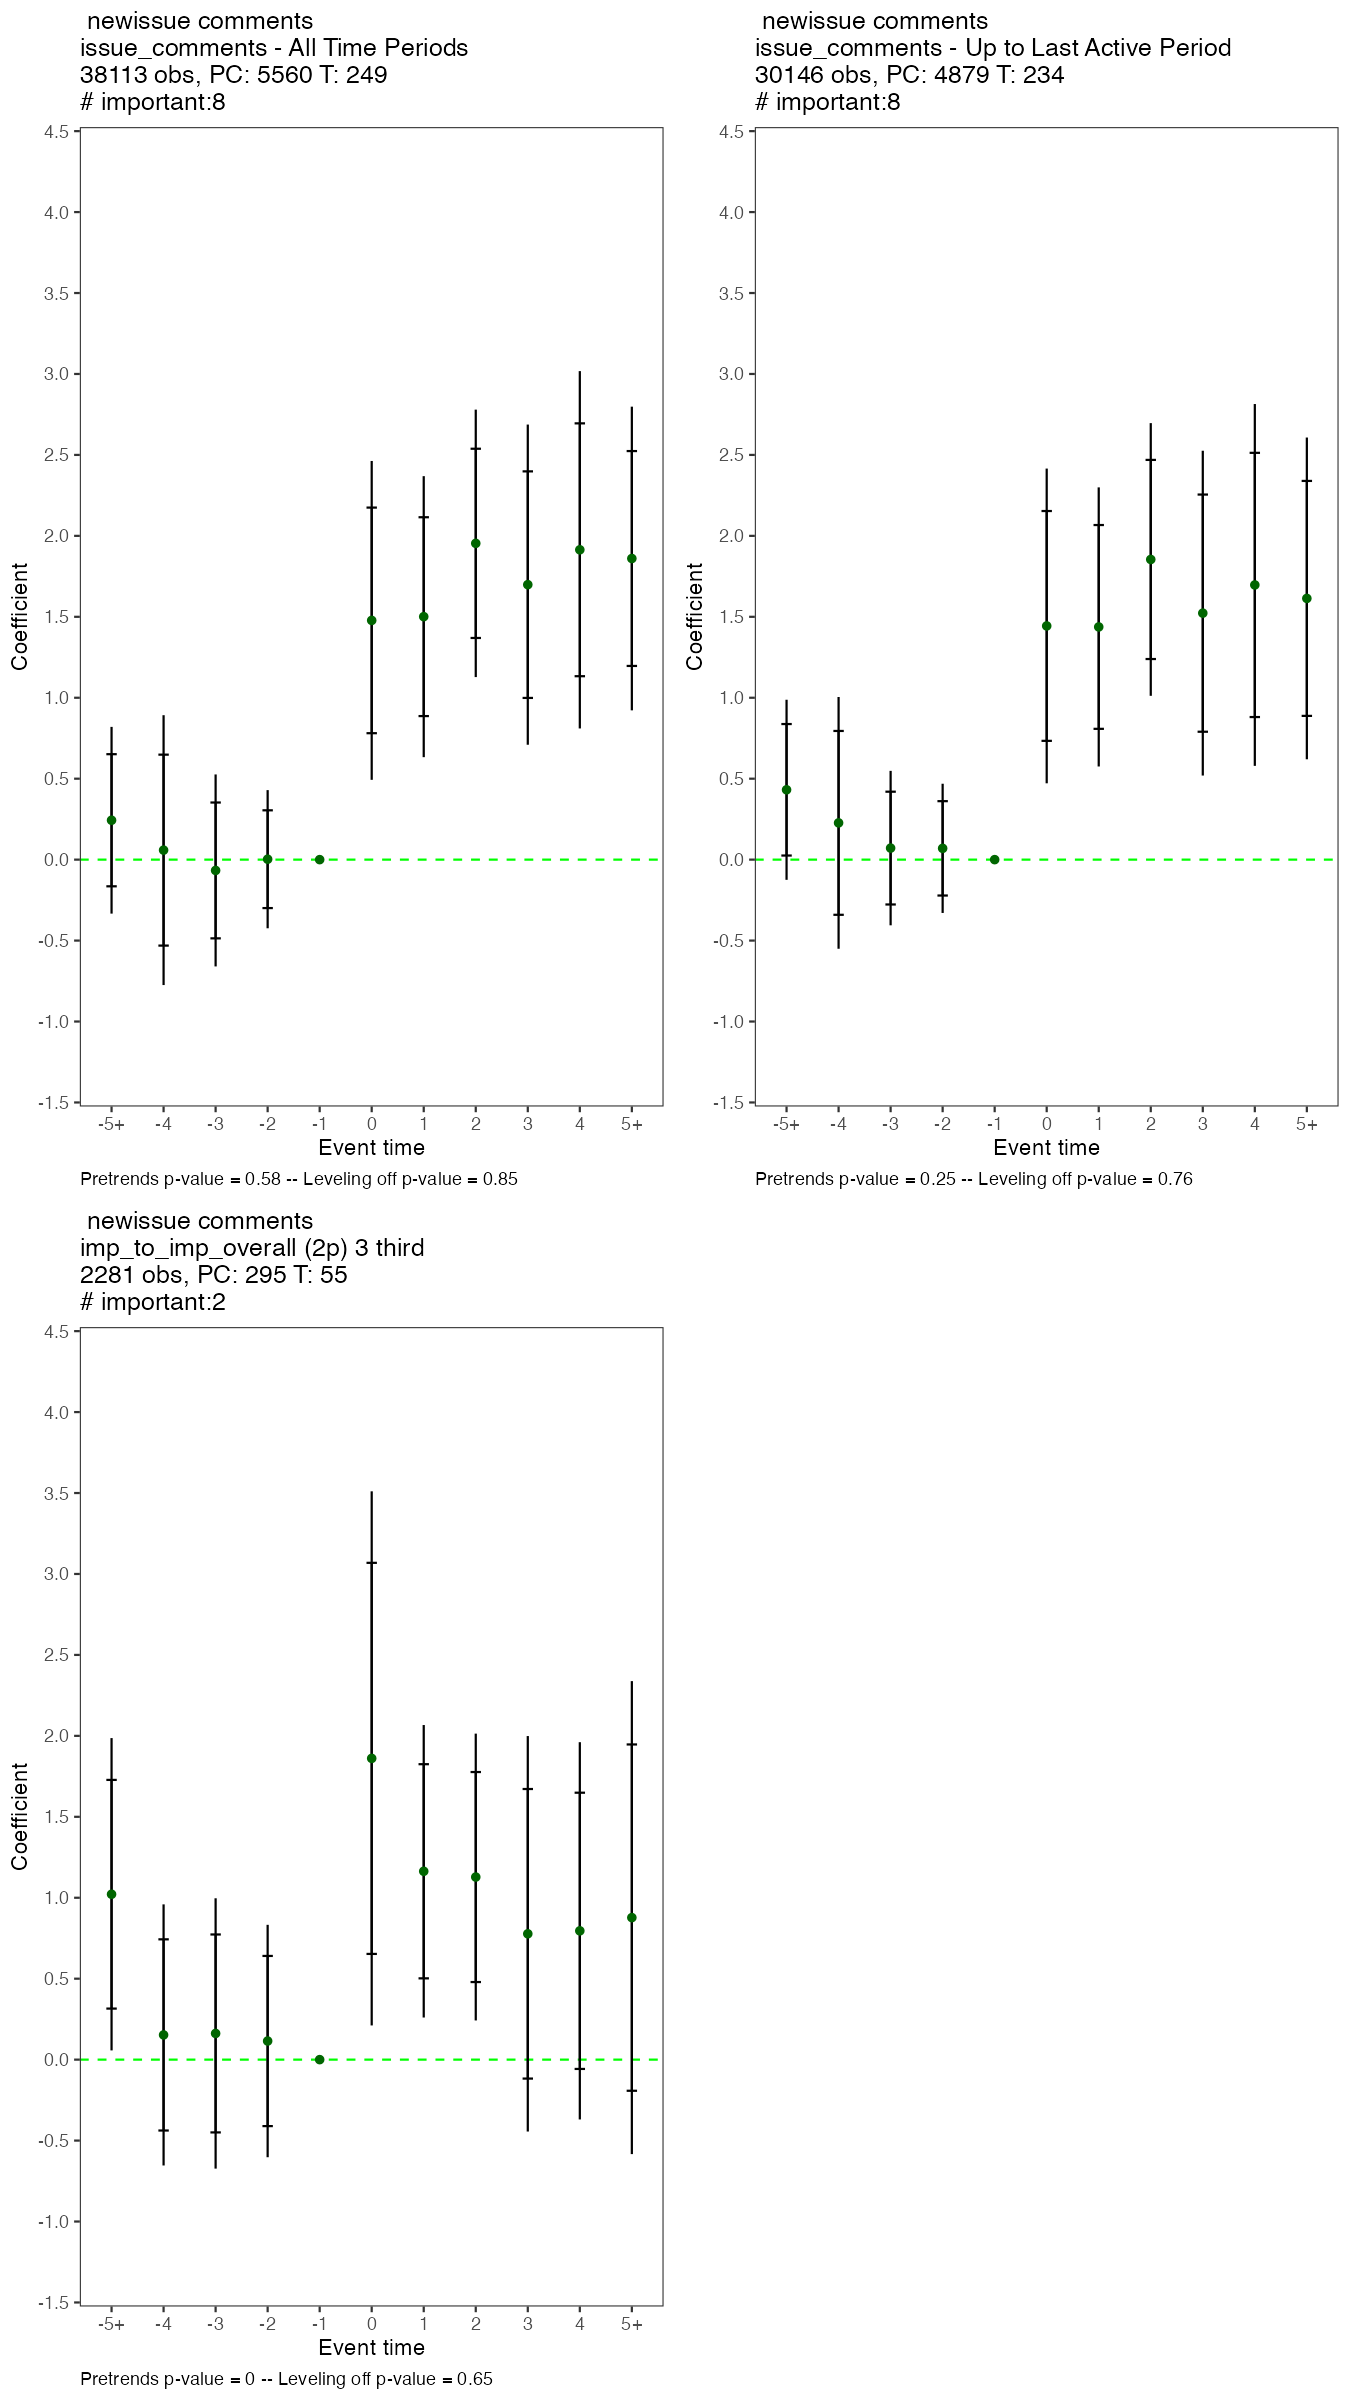 newissue comments
issue_comments - All Time Periods
38113 obs, PC: 5560 T: 249
# important:8
4.5
4.0
3.5
3.0
2.5
2.0
1.5
1.0
0.5
0.0
-0.5
-1.0
-1.5
Coefficient
-5+ -4 -3 -2 -1 0 1 2 3 4 5+
Event time
Pretrends p-value = 0.58 -- Leveling off p-value = 0.85
newissue comments
issue_comments - Up to Last Active Period
30146 obs, PC: 4879 T: 234
# important:8
4.5
4.0
3.5
3.0
2.5
2.0
1.5
1.0
0.5
0.0
-0.5
-1.0
-1.5
Coefficient
-5+ -4 -3 -2 -1 0 1 2 3 4 5+
Event time
Pretrends p-value = 0.25 -- Leveling off p-value = 0.76
newissue comments
imp_to_imp_overall (2p) 3 third
2281 obs, PC: 295 T: 55
# important:2
4.5
4.0
3.5
3.0
2.5
2.0
1.5
1.0
0.5
0.0
-0.5
-1.0
-1.5
Coefficient
-5+ -4 -3 -2 -1 0 1 2 3 4 5+
Event time
Pretrends p-value = 0 -- Leveling off p-value = 0.65